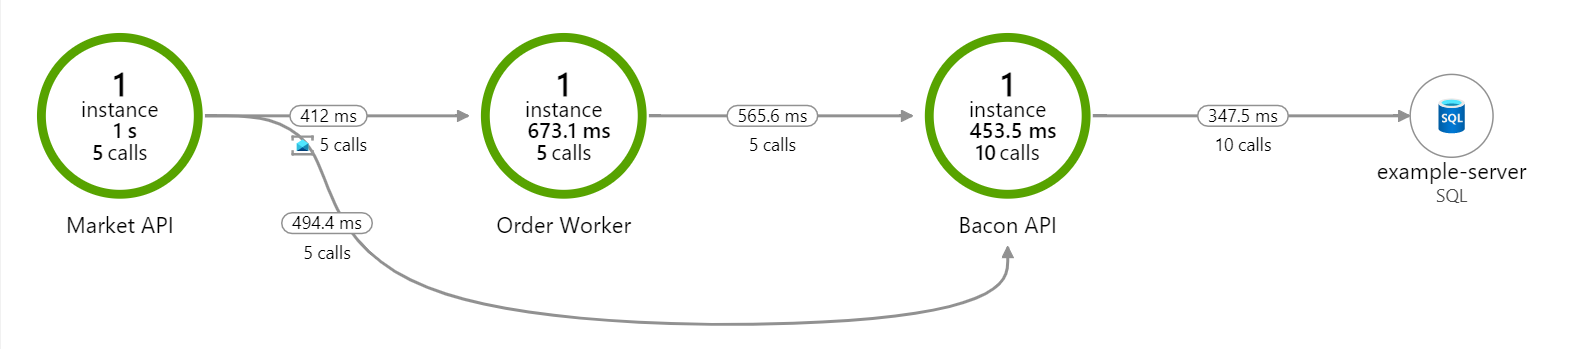 1
instance
1 s
5 calls
Market API
412 ms
5 calls
494.4 ms
5 calls
1
instance
673.1 ms
5 calls
Order Worker
565.6 ms
5 calls
1
instance
453.5 ms
10 calls
Bacon API
347.5 ms
10 calls
SQL
example-server
SQL